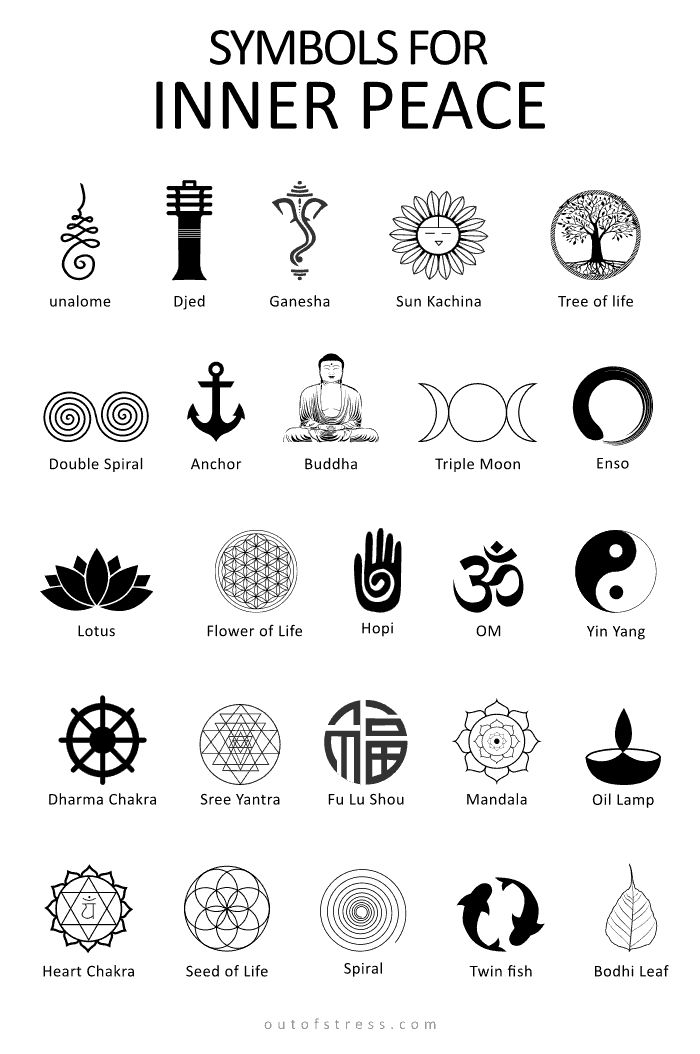 SYMBOLS FOR
INNER PEACE
unalome
Djed
Ganesha
Sun Kachina
Tree of life
Double Spiral
Anchor
Buddha
Triple Moon
Enso
Lotus
Flower of Life
Hopi
ॐ
OM
Yin Yang
福
Dharma Chakra
Sree Yantra
Fu Lu Shou
Mandala
Oil Lamp
यं
Heart Chakra
Seed of Life
Spiral
Twin fish
Bodhi Leaf
outofstress.com